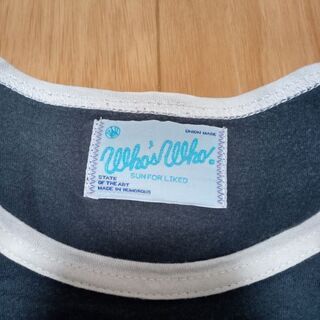 UNION MADE
Who's Who.
SUN FOR LIKED
STATE
OF THE ART
MADE IN HUMOROUS